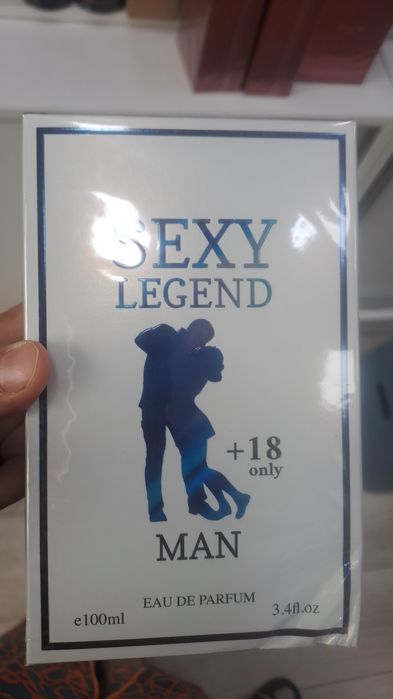 SEXY
LEGEND
+18
only
MAN
EAU DE PARFUM
e100ml 3.4fl.oz